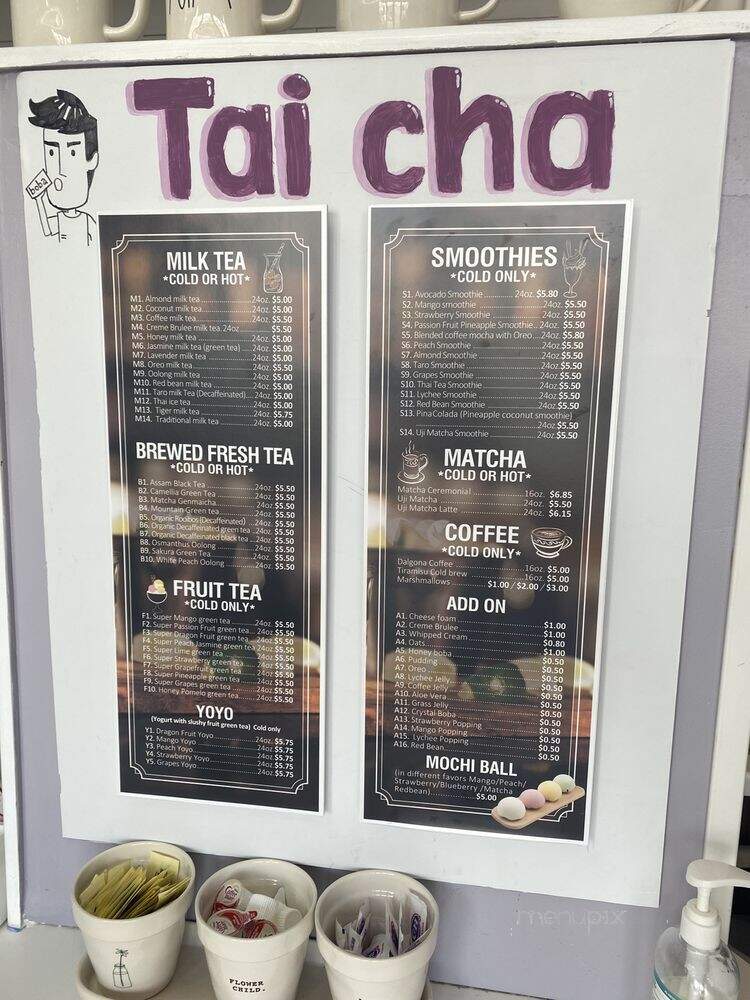 Tai cha
boba
MILK TEA
*COLD OR HOT*
M1. Almond milk tea 24oz. $5.00
M2. Coconut milk tea 24oz. $5.00
M3. Coffee milk tea 24oz. $5.50
M4. Creme Brulee milk tea. 24oz $5.50
M5. Honey milk tea 24oz. $5.00
M6. Jasmine milk tea (green tea) 24oz. $5.00
M7. Lavender milk tea 24oz. $5.00
M8. Oreo milk tea 24oz. $5.50
M9. Oolong milk tea 24oz. $5.00
M10. Red bean milk tea 24oz. $5.00
M11. Taro milk Tea (Decaffeinated) 24oz. $5.00
M12. Thai ice tea 24oz. $5.00
M13. Tiger milk tea 24oz. $5.75
M14. Traditional milk tea 24oz. $5.00
BREWED FRESH TEA
*COLD OR HOT*
B1. Assam Black Tea 24oz. $5.50
B2. Camellia Green Tea 24oz. $5.50
B3. Matcha Genmaicha 24oz. $5.50
B4. Mountain Green tea 24oz. $5.50
B5. Organic Rooibos (Decaffeinated) 24oz. $5.50
B6. Organic Decaffeinated green tea 24oz. $5.50
B7. Organic Decaffeinated black tea 24oz. $5.50
B8. Osmanthus Oolong 24oz. $5.50
B9. Sakura Green Tea 24oz. $5.50
B10. White Peach Oolong 24oz. $5.50
FRUIT TEA
*COLD ONLY*
F1. Super Mango green tea 24oz. $5.50
F2. Super Passion Fruit green tea 24oz. $5.50
F3. Super Dragon Fruit green tea 24oz. $5.50
F4. Super Peach Jasmine green tea 24oz. $5.50
F5. Super Lime green tea 24oz. $5.50
F6. Super Strawberry green tea 24oz. $5.50
F7. Super Grapefruit green tea 24oz. $5.50
F8. Super Pineapple green tea 24oz. $5.50
F9. Super Grapes green tea 24oz. $5.50
F10. Honey Pomelo green tea 24oz. $5.50
YOYO
(Yogurt with slushy fruit green tea) Cold only
Y1. Dragon Fruit Yoyo 24oz. $5.75
Y2. Mango Yoyo 24oz. $5.75
Y3. Peach Yoyo 24oz. $5.75
Y4. Strawberry Yoyo 24oz. $5.75
Y5. Grapes Yoyo 24oz. $5.75
SMOOTHIES
*COLD ONLY*
S1. Avocado Smoothie 24oz. $5.80
S2. Mango smoothie 24oz. $5.50
S3. Strawberry Smoothie 24oz. $5.50
S4. Passion Fruit Pineapple Smoothie 24oz. $5.50
S5. Blended coffee mocha with Oreo 24oz. $5.80
S6. Peach Smoothie 24oz. $5.50
S7. Almond Smoothie 24oz. $5.50
S8. Taro Smoothie 24oz. $5.50
S9. Grapes Smoothie 24oz. $5.50
S10. Thai Tea Smoothie 24oz. $5.50
S11. Lychee Smoothie 24oz. $5.50
S12. Red Bean Smoothie 24oz. $5.50
S13. Pina Colada (Pineapple coconut smoothie)
24oz. $5.50
S14. Uji Matcha Smoothie 24oz. $5.50
MATCHA
*COLD OR HOT*
Matcha Ceremonial 16oz. $6.85
Uji Matcha 24oz. $5.50
Uji Matcha Latte 24oz. $6.15
COFFEE
*COLD ONLY*
Dalgona Coffee 16oz. $5.00
Tiramisu Cold brew 16oz. $5.00
Marshmallows $1.00 / $2.00 / $3.00
ADD ON
A1. Cheese foam $1.00
A2. Creme Brulee $1.00
A3. Whipped Cream $0.80
A4. Oats $1.00
A5. Honey boba $0.50
A6. Pudding $0.50
A7. Oreo $0.50
A8. Lychee Jelly $0.50
A9. Coffee Jelly $0.50
A10. Aloe Vera $0.50
A11. Grass Jelly $0.50
A12. Crystal Boba $0.50
A13. Strawberry Popping $0.50
A14. Mango Popping $0.50
A15. Lychee Popping $0.50
A16. Red Bean $0.50
MOCHI BALL
(in different favors Mango/Peach/
Strawberry/Blueberry /Matcha
Redbean) $5.00
menupix
FLOWER
CHILD.